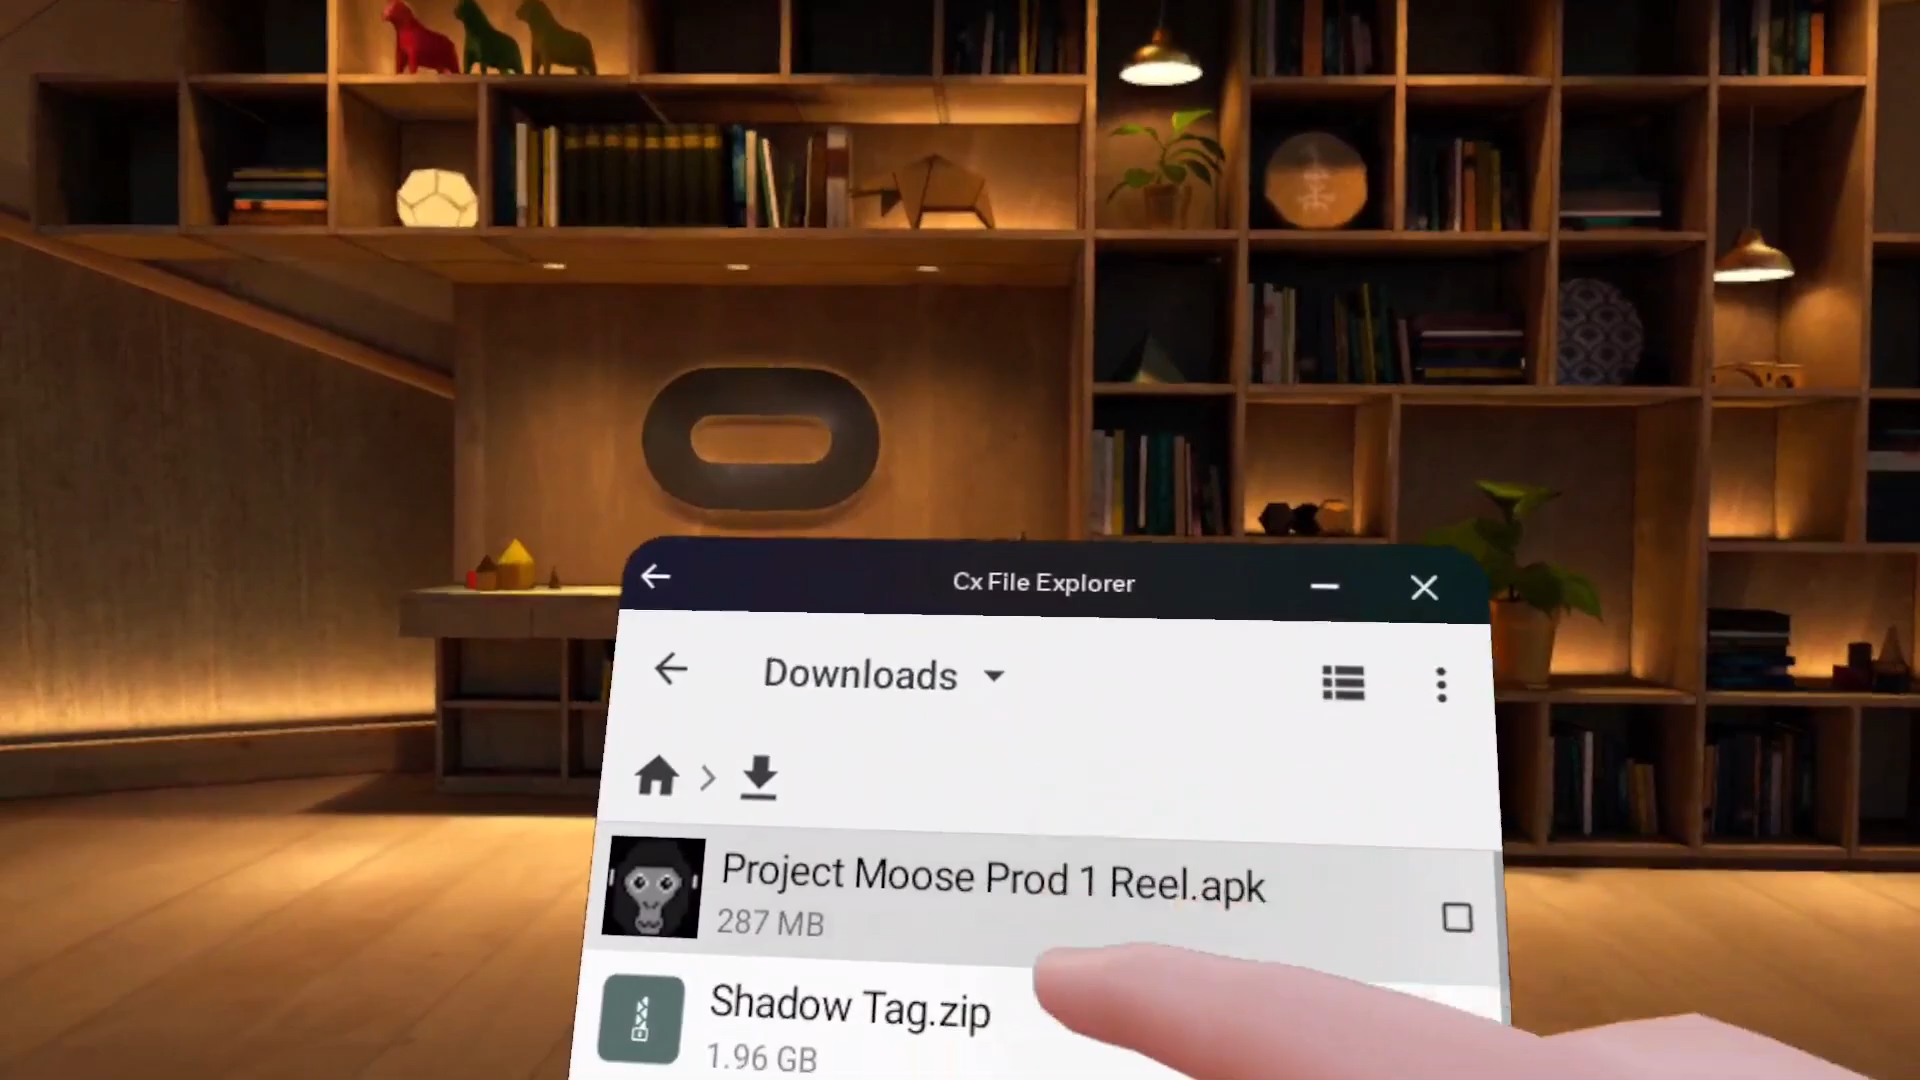 Cx File Explorer
Downloads
Project Moose Prod 1 Reel.apk
287 MB
Shadow Tag.zip
1.96 GB